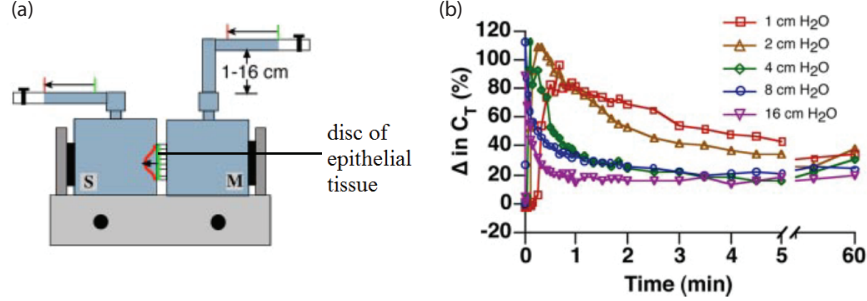 (a)
1-16 cm
S
M
disc of
epithelial
tissue
(b)
1 cm H2O
2 cm H2O
4 cm H2O
8 cm H2O
16 cm H2O
Δ in CT (%)
120
100
80
60
40
20
0
-20
0
1
2
3
4
5
60
Time (min)